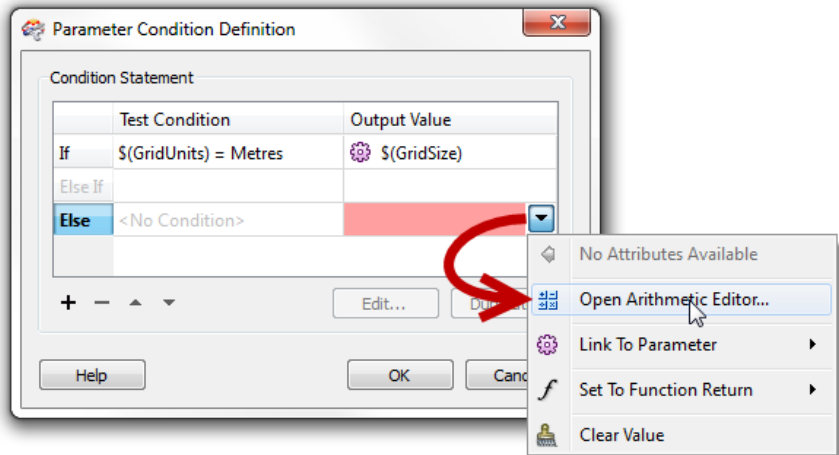 Parameter Condition Definition
Condition Statement
Test Condition Output Value
If $(GridUnits) = Metres $(GridSize)
Else If
Else <No Condition>
No Attributes Available
Edit...
Open Arithmetic Editor...
Link To Parameter
Help OK
Set To Function Return
Clear Value